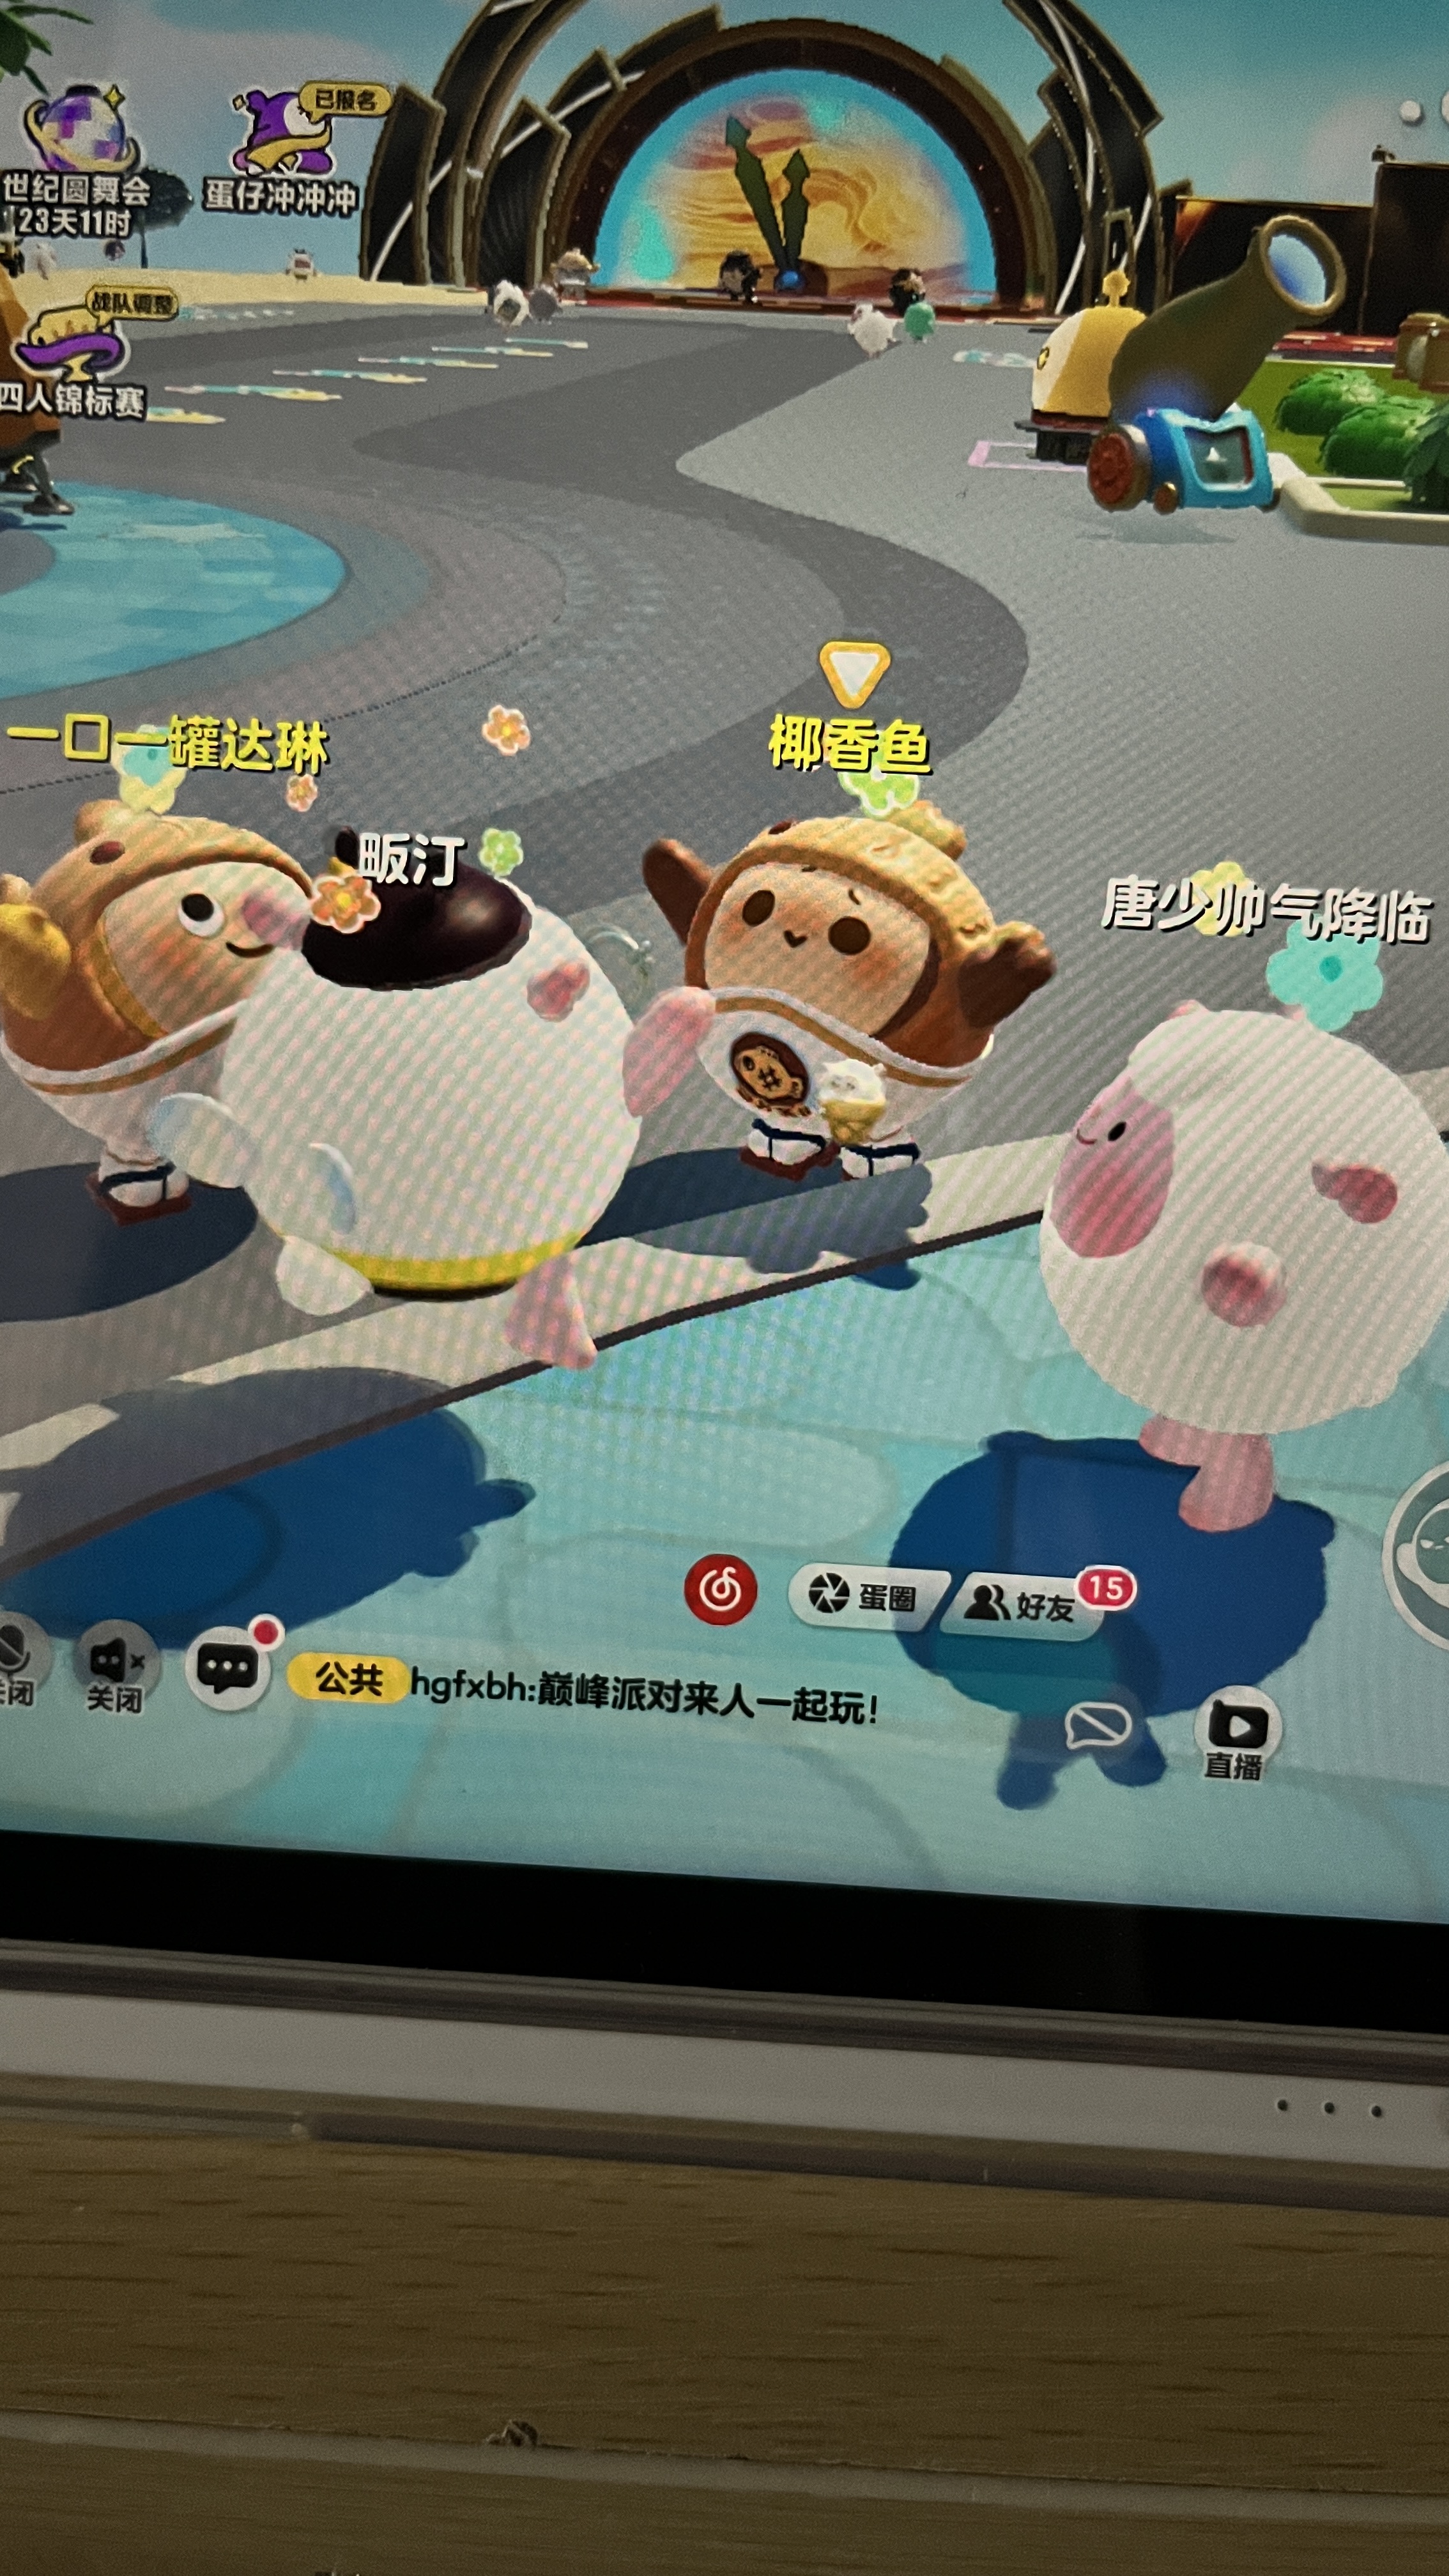 已报名
世纪圆舞会
23天11时
蛋仔冲冲冲
战队调整
四人锦标赛
一口一罐达琳
椰香鱼
畈汀
唐少帅气降临
蛋圈
好友
15
关闭
关闭
公共 hgfxbh:巅峰派对来人一起玩!
直播